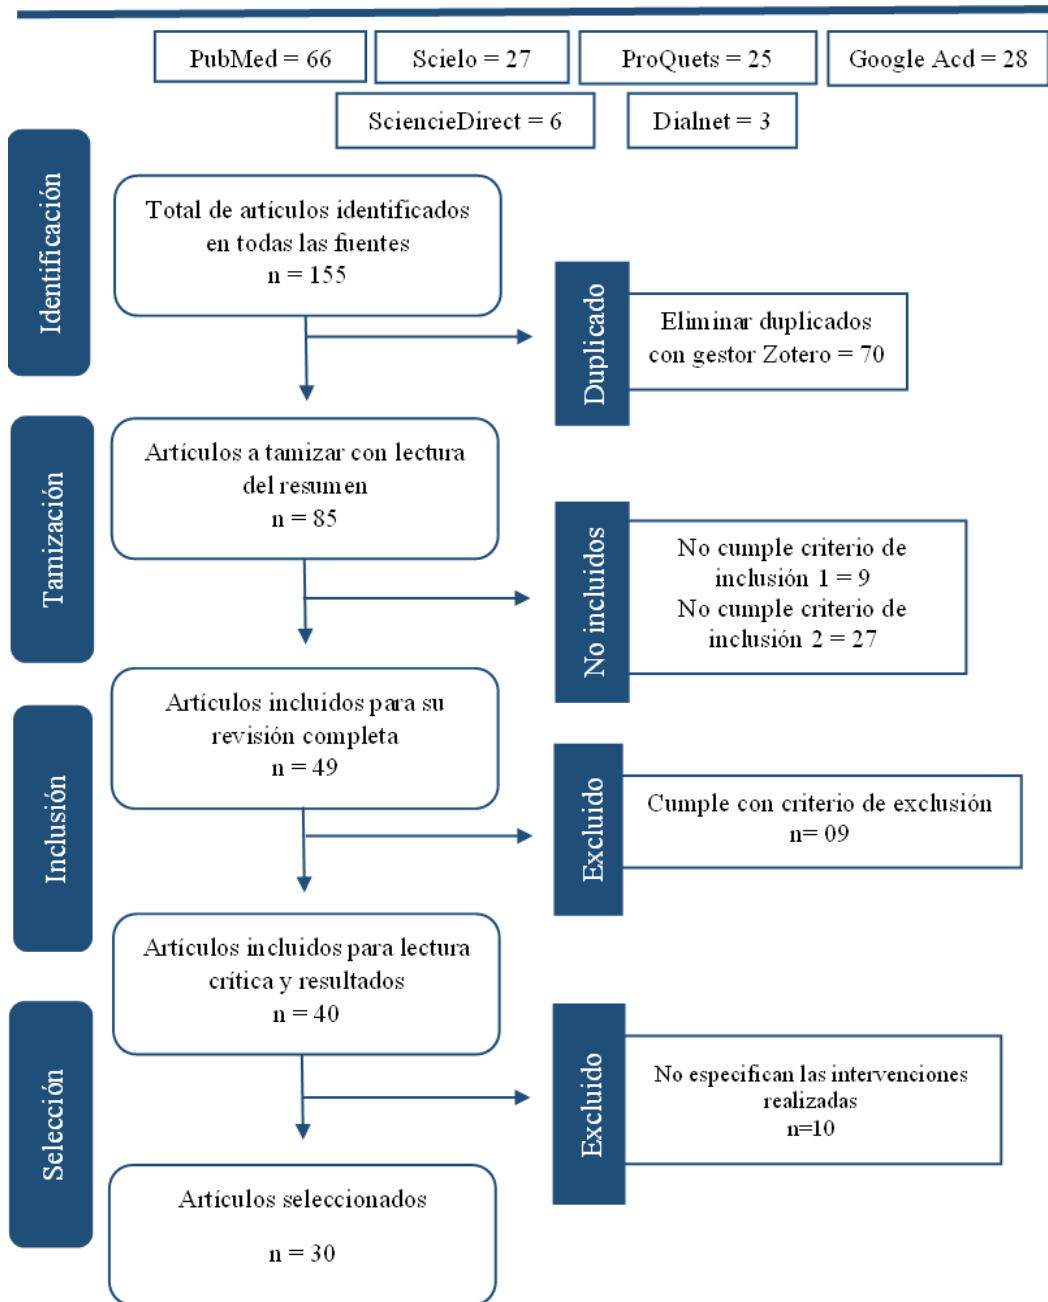 PubMed = 66
Scielo = 27
ProQuets = 25
Google Acd = 28
SciencieDirect = 6
Dialnet = 3
Identificación
Total de artículos identificados
en todas las fuentes
n = 155
Duplicado
Eliminar duplicados
con gestor Zotero = 70
Tamización
Artículos a tamizar con lectura
del resumen
n = 85
No incluidos
No cumple criterio de
inclusión 1 = 9
No cumple criterio de
inclusión 2 = 27
Inclusión
Artículos incluidos para su
revisión completa
n = 49
Excluido
Cumple con criterio de exclusión
n= 09
Artículos incluidos para lectura
crítica y resultados
n = 40
Selección
Excluido
No especifican las intervenciones
realizadas
n=10
Artículos seleccionados
n = 30